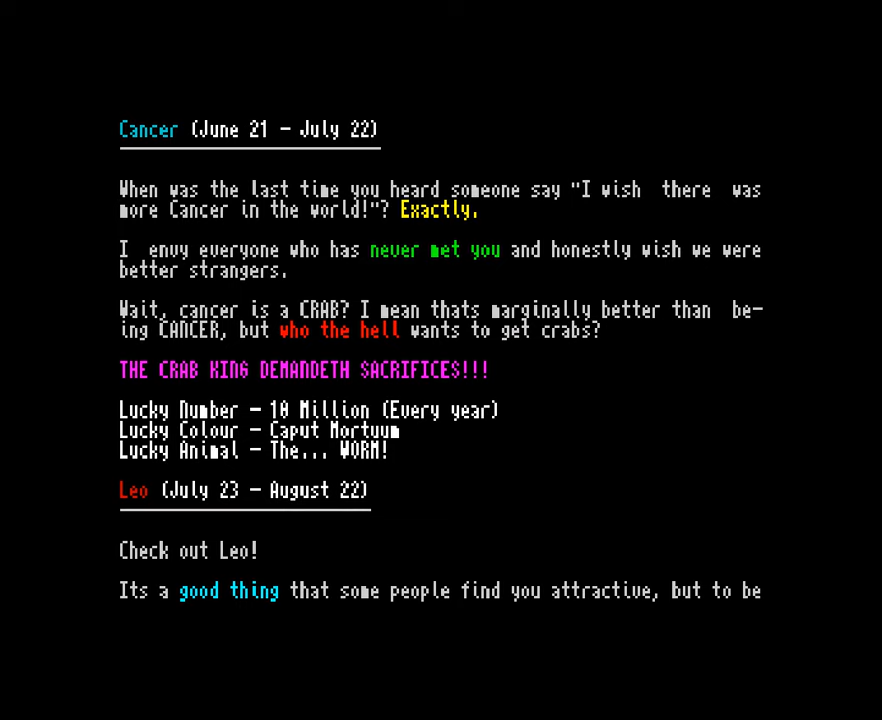 Cancer (June 21 - July 22)
When was the last time you heard someone say "I wish  there  was
more Cancer in the world!"? Exactly.
I  envy everyone who has never met you and honestly wish we were
better strangers.
Wait, cancer is a CRAB? I mean thats marginally better than  be-
ing CANCER, but who the hell wants to get crabs?
THE CRAB KING DEMANDETH SACRIFICES!!!
Lucky Number - 10 Million (Every year)
Lucky Colour - Caput Mortuum
Lucky Animal - The... WORM!
Leo (July 23 - August 22)
Check out Leo!
Its a good thing that some people find you attractive, but to be